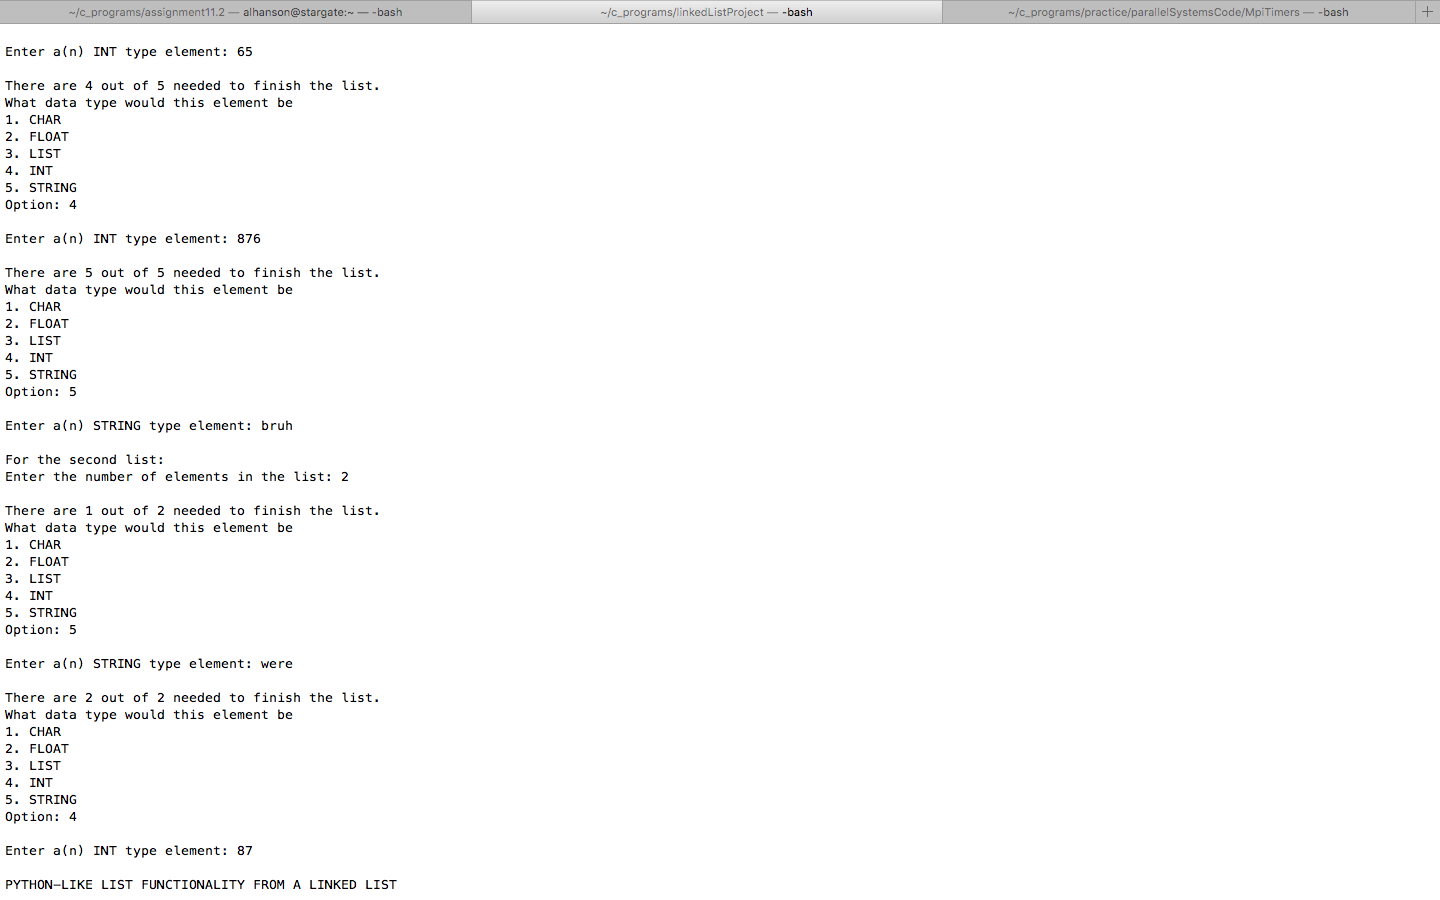 ~/c_programs/assignment11.2 — alhanson@stargate:~ — -bash
~/c_programs/linkedListProject — -bash
~/c_programs/practice/parallelSystemsCode/MpiTimers — -bash
+
Enter a(n) INT type element: 65
There are 4 out of 5 needed to finish the list.
What data type would this element be
1. CHAR
2. FLOAT
3. LIST
4. INT
5. STRING
Option: 4
Enter a(n) INT type element: 876
There are 5 out of 5 needed to finish the list.
What data type would this element be
1. CHAR
2. FLOAT
3. LIST
4. INT
5. STRING
Option: 5
Enter a(n) STRING type element: bruh
For the second list:
Enter the number of elements in the list: 2
There are 1 out of 2 needed to finish the list.
What data type would this element be
1. CHAR
2. FLOAT
3. LIST
4. INT
5. STRING
Option: 5
Enter a(n) STRING type element: were
There are 2 out of 2 needed to finish the list.
What data type would this element be
1. CHAR
2. FLOAT
3. LIST
4. INT
5. STRING
Option: 4
Enter a(n) INT type element: 87
PYTHON–LIKE LIST FUNCTIONALITY FROM A LINKED LIST